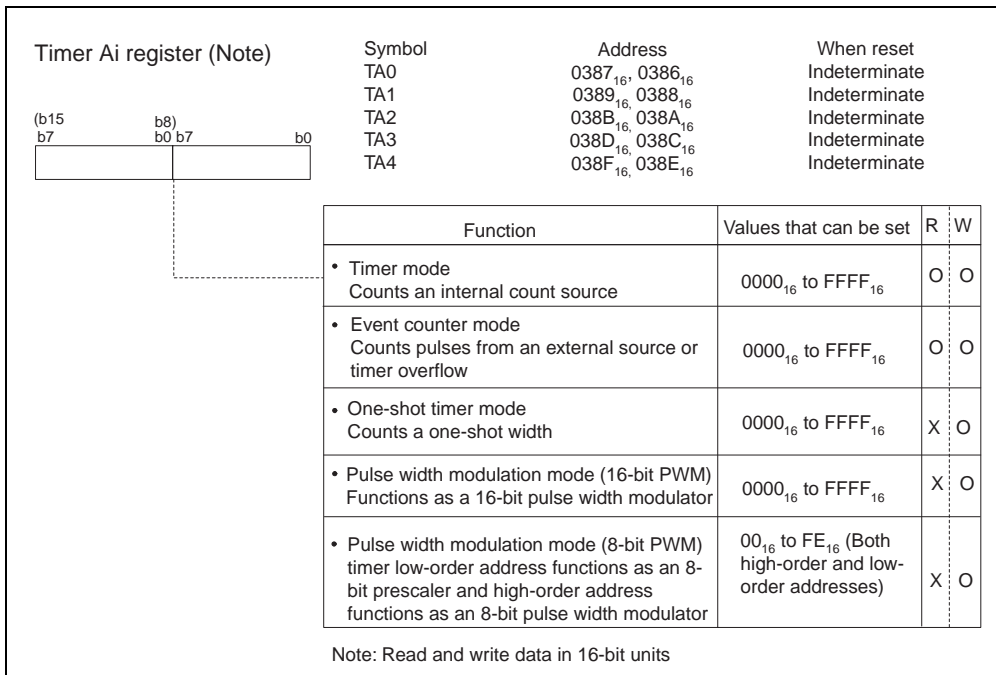 Timer Ai register (Note)
Symbol Address When reset
TA0 0387₁₆, 0386₁₆ Indeterminate
TA1 0389₁₆, 0388₁₆ Indeterminate
TA2 038B₁₆, 038A₁₆ Indeterminate
TA3 038D₁₆, 038C₁₆ Indeterminate
TA4 038F₁₆, 038E₁₆ Indeterminate
(b15 b8)
b7 b0 b7 b0
Function Values that can be set R W
• Timer mode
Counts an internal count source 0000₁₆ to FFFF₁₆ O O
• Event counter mode
Counts pulses from an external source or
timer overflow 0000₁₆ to FFFF₁₆ O O
• One-shot timer mode
Counts a one-shot width 0000₁₆ to FFFF₁₆ X O
• Pulse width modulation mode (16-bit PWM)
Functions as a 16-bit pulse width modulator 0000₁₆ to FFFF₁₆ X O
• Pulse width modulation mode (8-bit PWM)
timer low-order address functions as an 8-
bit prescaler and high-order address
functions as an 8-bit pulse width modulator
00₁₆ to FE₁₆ (Both
high-order and low-
order addresses) X O
Note: Read and write data in 16-bit units